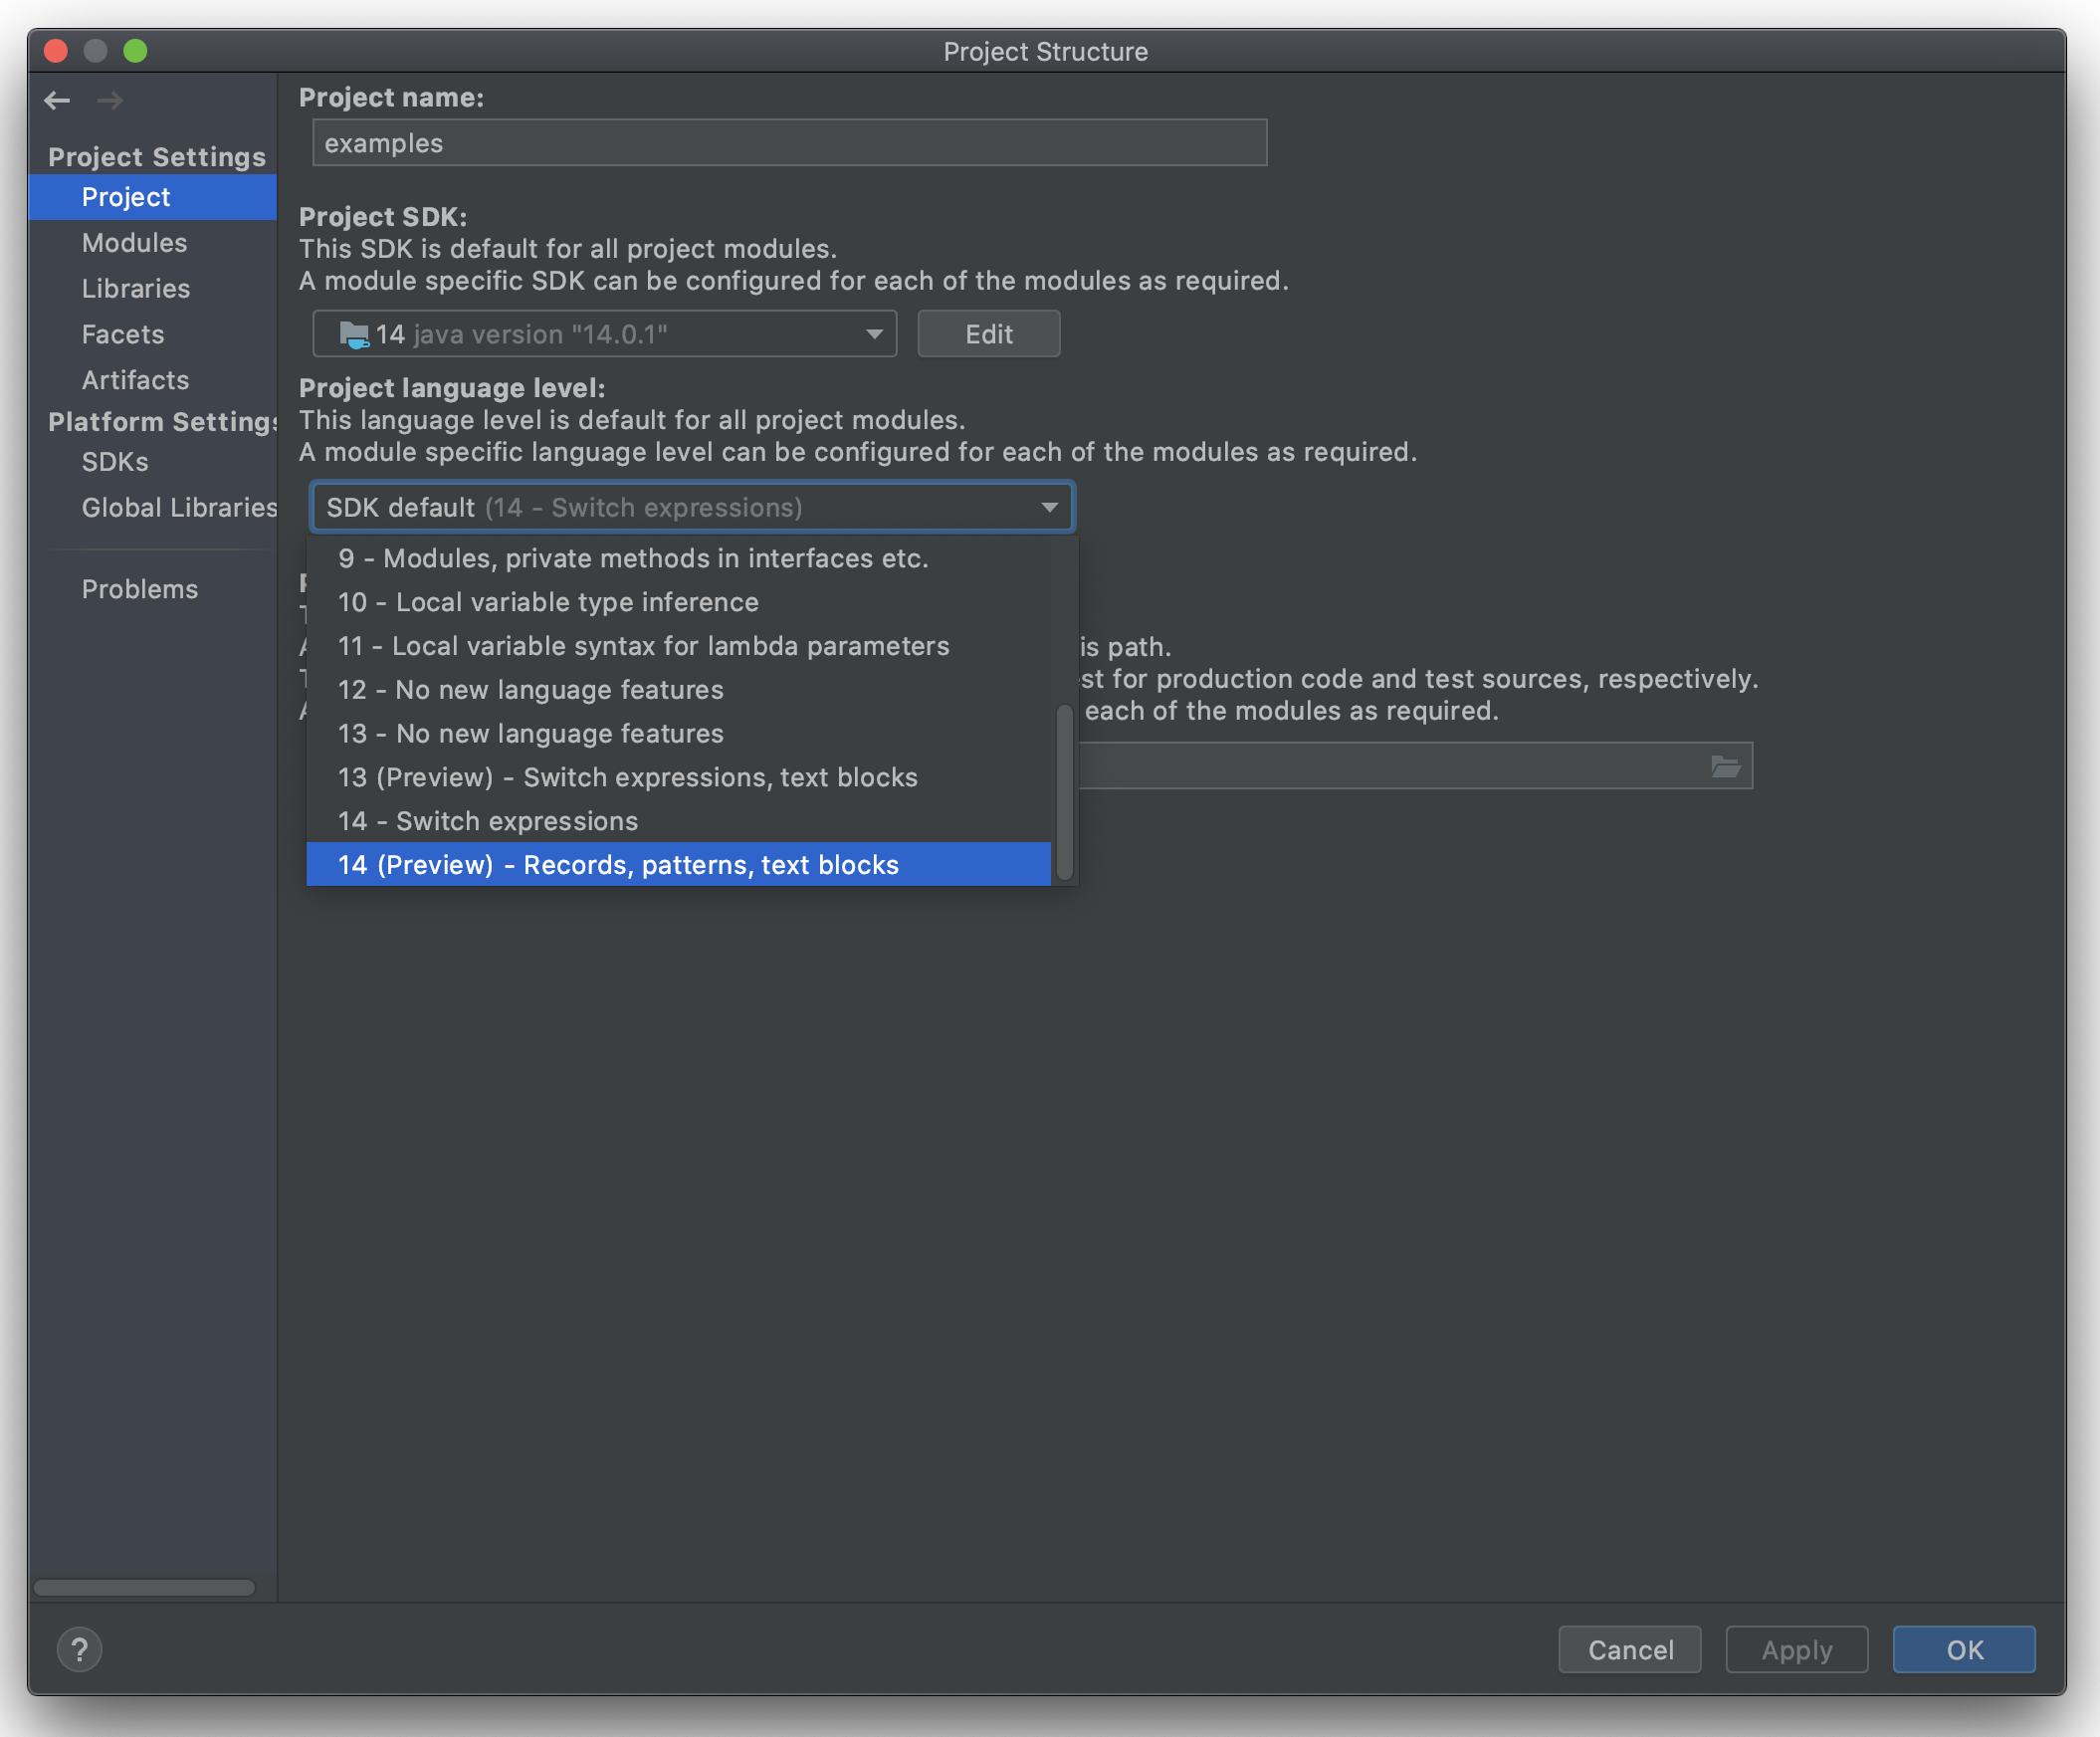 Project Structure
Project Settings
Project
Modules
Libraries
Facets
Artifacts
Platform Settings
SDKs
Global Libraries
Problems
Project name:
examples
Project SDK:
This SDK is default for all project modules.
A module specific SDK can be configured for each of the modules as required.
14 java version "14.0.1"
Edit
Project language level:
This language level is default for all project modules.
A module specific language level can be configured for each of the modules as required.
SDK default (14 - Switch expressions)
9 - Modules, private methods in interfaces etc.
10 - Local variable type inference
11 - Local variable syntax for lambda parameters
is path.
12 - No new language features
st for production code and test sources, respectively.
13 - No new language features
each of the modules as required.
13 (Preview) - Switch expressions, text blocks
14 - Switch expressions
14 (Preview) - Records, patterns, text blocks
?
Cancel
Apply
OK